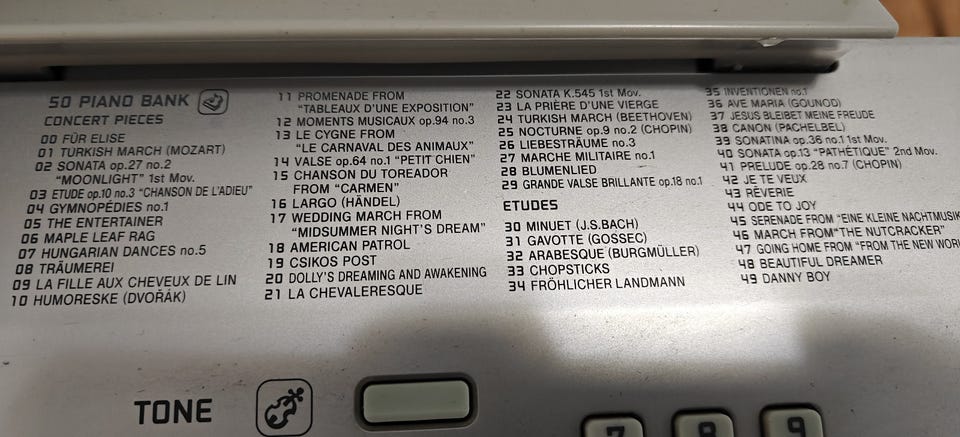 50 PIANO BANK
CONCERT PIECES
00 FÜR ELISE
01 TURKISH MARCH (MOZART)
02 SONATA op.27 no.2
"MOONLIGHT" 1st Mov.
03 ETUDE op.10 no.3 "CHANSON DE L'ADIEU"
04 GYMNOPÉDIES no.1
05 THE ENTERTAINER
06 MAPLE LEAF RAG
07 HUNGARIAN DANCES no.5
08 TRÄUMEREI
09 LA FILLE AUX CHEVEUX DE LIN
10 HUMORESKE (DVOŘÁK)
11 PROMENADE FROM
"TABLEAUX D'UNE EXPOSITION"
12 MOMENTS MUSICAUX op.94 no.3
13 LE CYGNE FROM
"LE CARNAVAL DES ANIMAUX"
14 VALSE op.64 no.1 "PETIT CHIEN"
15 CHANSON DU TOREADOR
FROM "CARMEN"
16 LARGO (HÄNDEL)
17 WEDDING MARCH FROM
"MIDSUMMER NIGHT'S DREAM"
18 AMERICAN PATROL
19 CSIKOS POST
20 DOLLY'S DREAMING AND AWAKENING
21 LA CHEVALERESQUE
22 SONATA K.545 1st Mov.
23 LA PRIÈRE D'UNE VIERGE
24 TURKISH MARCH (BEETHOVEN)
25 NOCTURNE op.9 no.2 (CHOPIN)
26 LIEBESTRÄUME no.3
27 MARCHE MILITAIRE no.1
28 BLUMENLIED
29 GRANDE VALSE BRILLANTE op.18 no.1
ETUDES
30 MINUET (J.S.BACH)
31 GAVOTTE (GOSSEC)
32 ARABESQUE (BURGMÜLLER)
33 CHOPSTICKS
34 FRÖHLICHER LANDMANN
35 INVENTIONEN no.1
36 AVE MARIA (GOUNOD)
37 JESUS BLEIBET MEINE FREUDE
38 CANON (PACHELBEL)
39 SONATINA op.36 no.1 1st Mov.
40 SONATA op.13 "PATHÉTIQUE" 2nd Mov.
41 PRELUDE op.28 no.7 (CHOPIN)
42 JE TE VEUX
43 RÊVERIE
44 ODE TO JOY
45 SERENADE FROM "EINE KLEINE NACHTMUSIK
46 MARCH FROM "THE NUTCRACKER"
47 GOING HOME FROM "FROM THE NEW WOR
48 BEAUTIFUL DREAMER
49 DANNY BOY
TONE
7 8 9